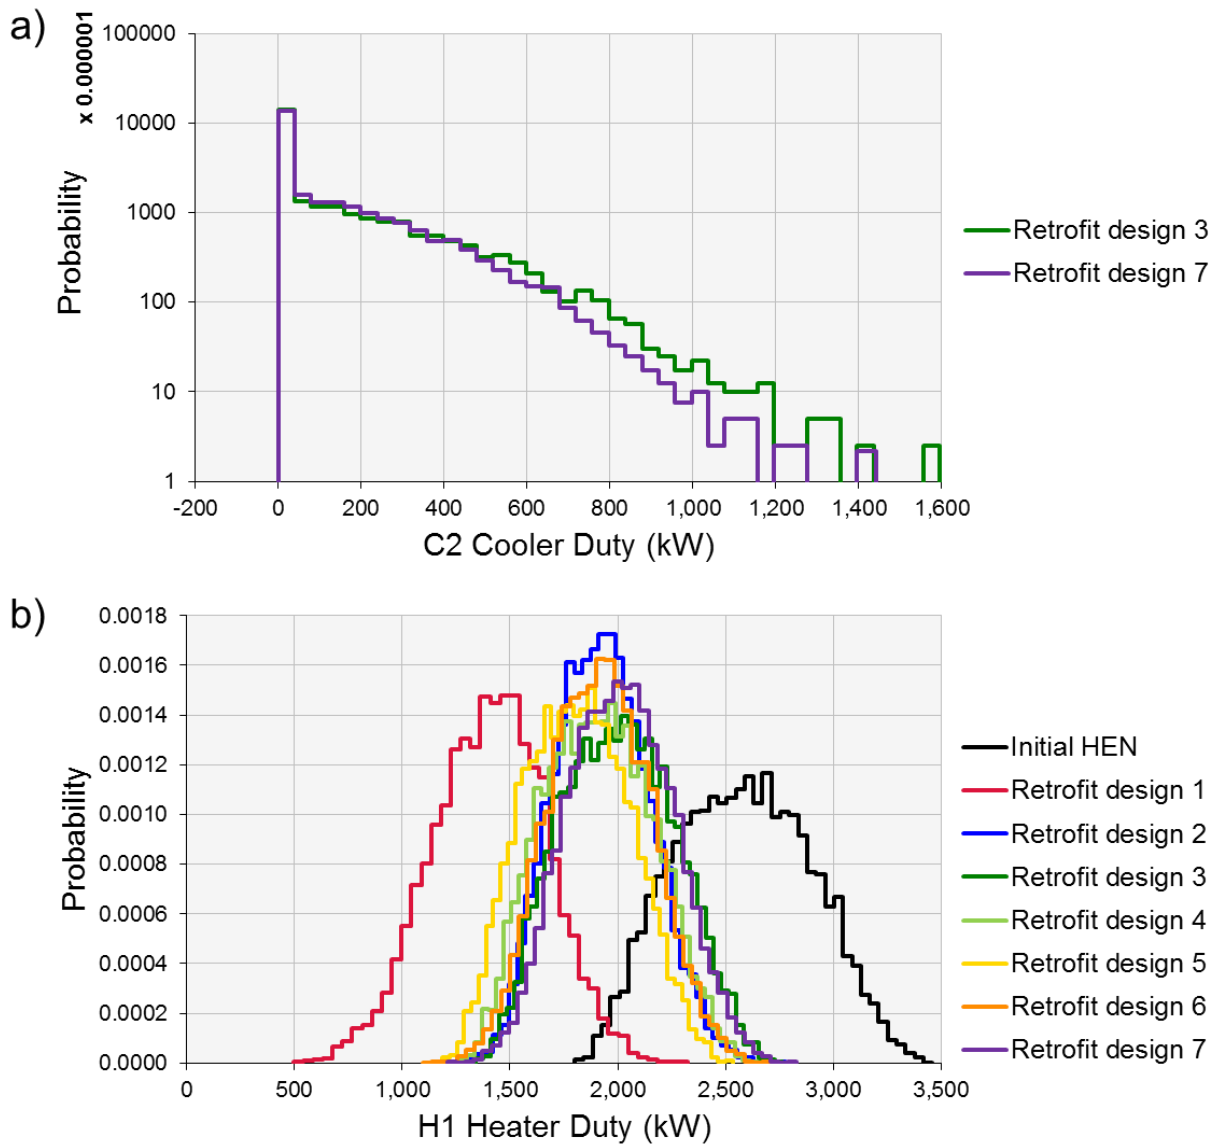 a)
x 0.000001
Probability
100000
10000
1000
100
10
1
-200 0 200 400 600 800 1,000 1,200 1,400 1,600
C2 Cooler Duty (kW)
Retrofit design 3
Retrofit design 7
b)
Probability
0.0018
0.0016
0.0014
0.0012
0.0010
0.0008
0.0006
0.0004
0.0002
0.0000
0 500 1,000 1,500 2,000 2,500 3,000 3,500
H1 Heater Duty (kW)
Initial HEN
Retrofit design 1
Retrofit design 2
Retrofit design 3
Retrofit design 4
Retrofit design 5
Retrofit design 6
Retrofit design 7